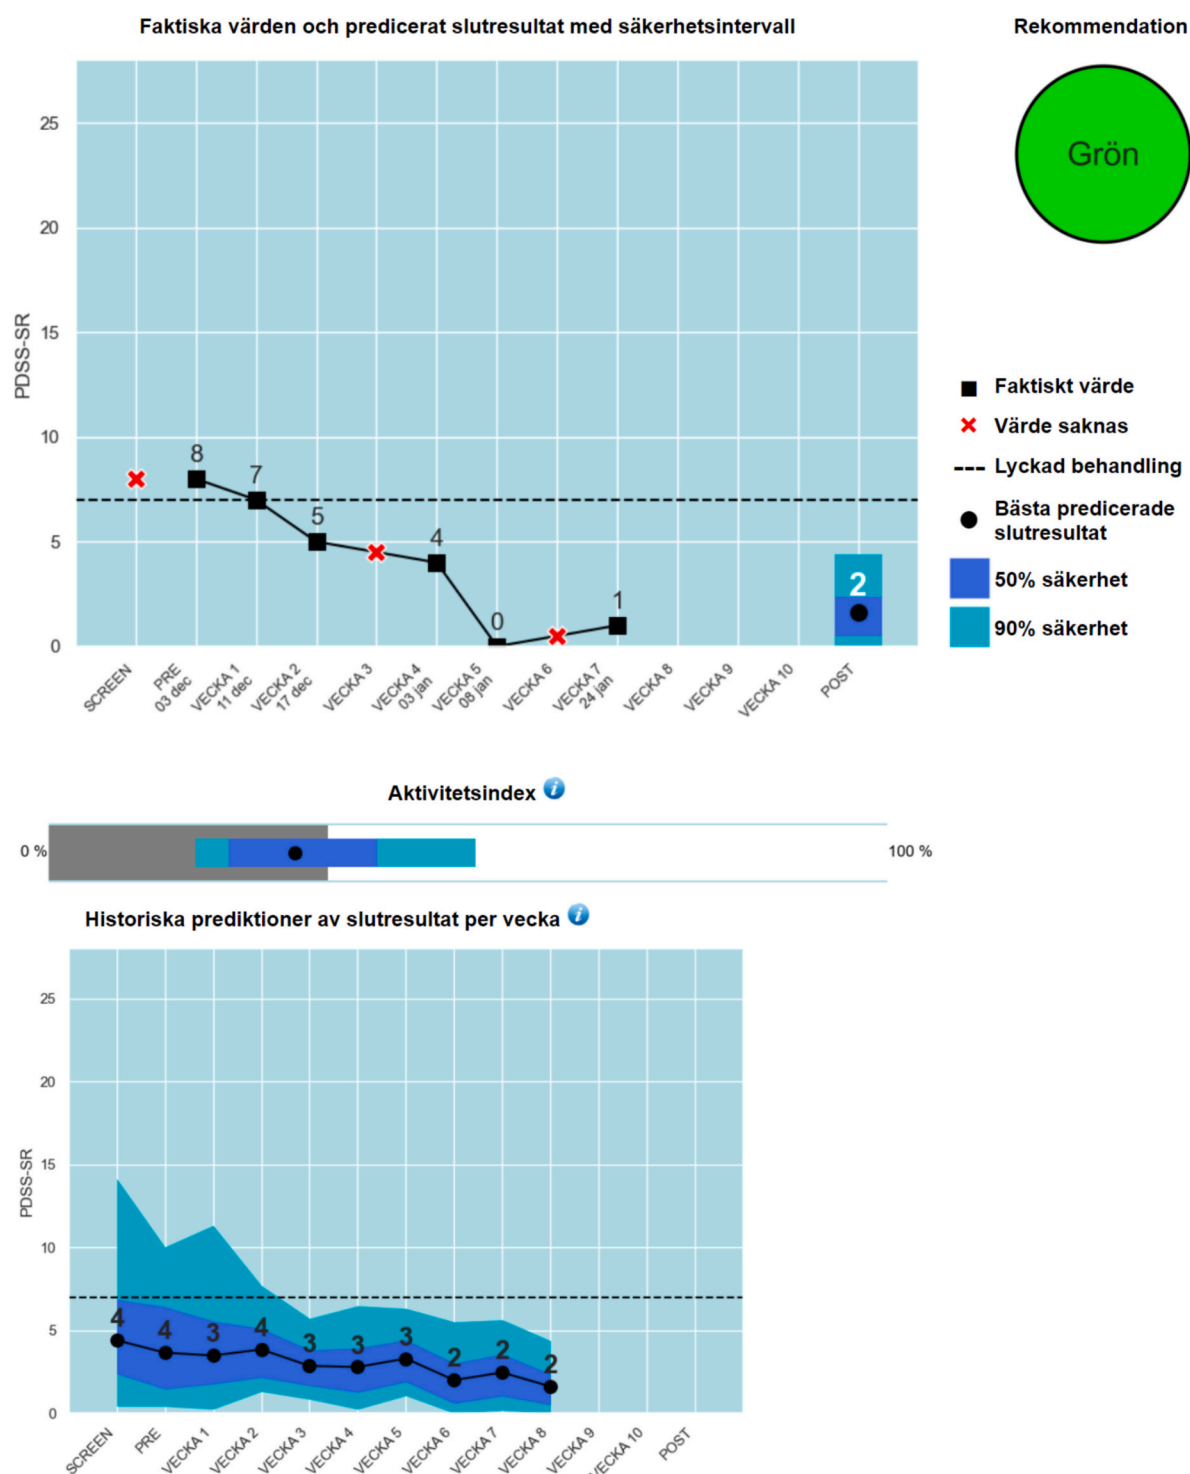 Faktiska värden och predicerat slutresultat med säkerhetsintervall
Rekommendation
Grön
PDSS-SR
25
20
15
10
5
0
8
7
5
4
0
1
2
SCREEN
PRE
03 dec
VECKA 1
11 dec
VECKA 2
17 dec
VECKA 3
VECKA 4
03 jan
VECKA 5
08 jan
VECKA 6
VECKA 7
24 jan
VECKA 8
VECKA 9
VECKA 10
POST
Faktiskt värde
Värde saknas
Lyckad behandling
Bästa predicerade
slutresultat
50% säkerhet
90% säkerhet
Aktivitetsindex i
0 %
100 %
Historiska prediktioner av slutresultat per vecka i
PDSS-SR
25
20
15
10
5
0
4
4
3
4
3
3
3
2
2
2
SCREEN
PRE
VECKA 1
VECKA 2
VECKA 3
VECKA 4
VECKA 5
VECKA 6
VECKA 7
VECKA 8
VECKA 9
VECKA 10
POST